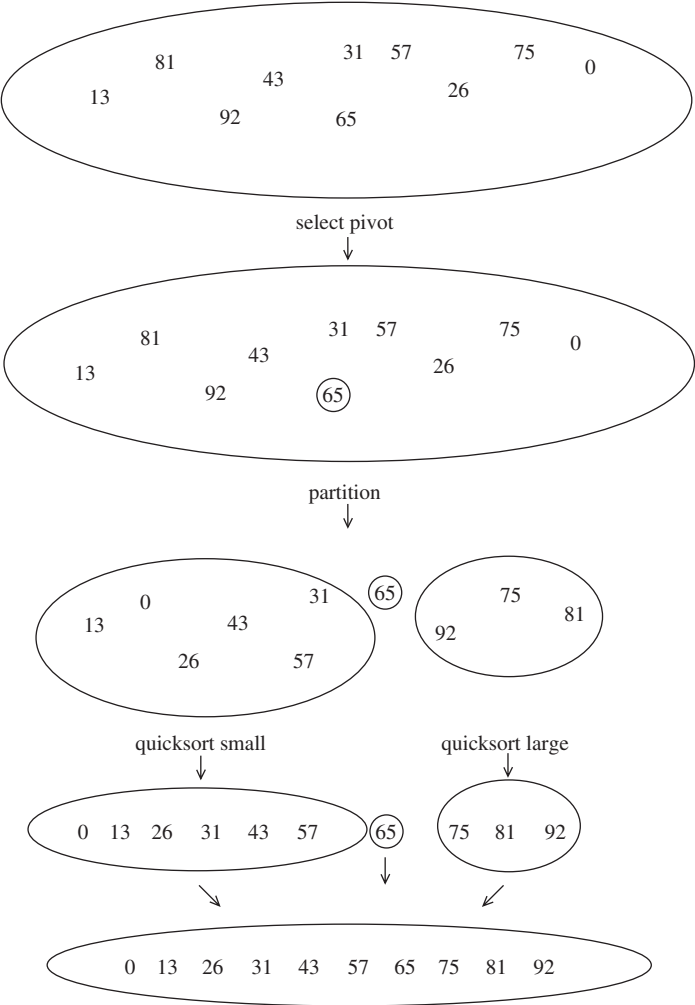 81 31 57 75 0
13 43 26
92 65
select pivot
81 31 57 75 0
13 43 26
92 65
partition
0 31 65 75
13 43 92 81
26 57
quicksort small quicksort large
0 13 26 31 43 57 65 75 81 92
0 13 26 31 43 57 65 75 81 92